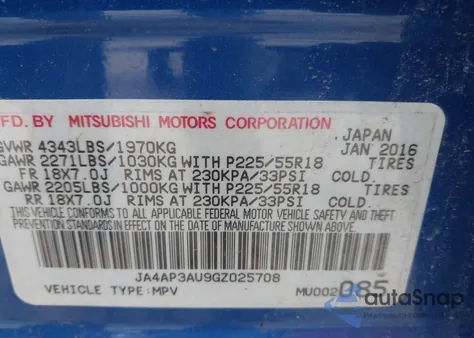 MFD. BY MITSUBISHI MOTORS CORPORATION
JAPAN
GVWR 4343LBS/1970KG JAN 2016
GAWR 2271LBS/1030KG WITH P225/55R18 TIRES
FR 18X7.0J RIMS AT 230KPA/33PSI COLD.
GAWR 2205LBS/1000KG WITH P225/55R18 TIRES
RR 18X7.0J RIMS AT 230KPA/33PSI COLD.
THIS VEHICLE CONFORMS TO ALL APPLICABLE FEDERAL MOTOR VEHICLE SAFETY AND THEFT
PREVENTION STANDARDS IN EFFECT ON THE DATE OF MANUFACTURE SHOWN ABOVE.
JA4AP3AU9GZ025708
VEHICLE TYPE:MPV MU002085
autoSnap